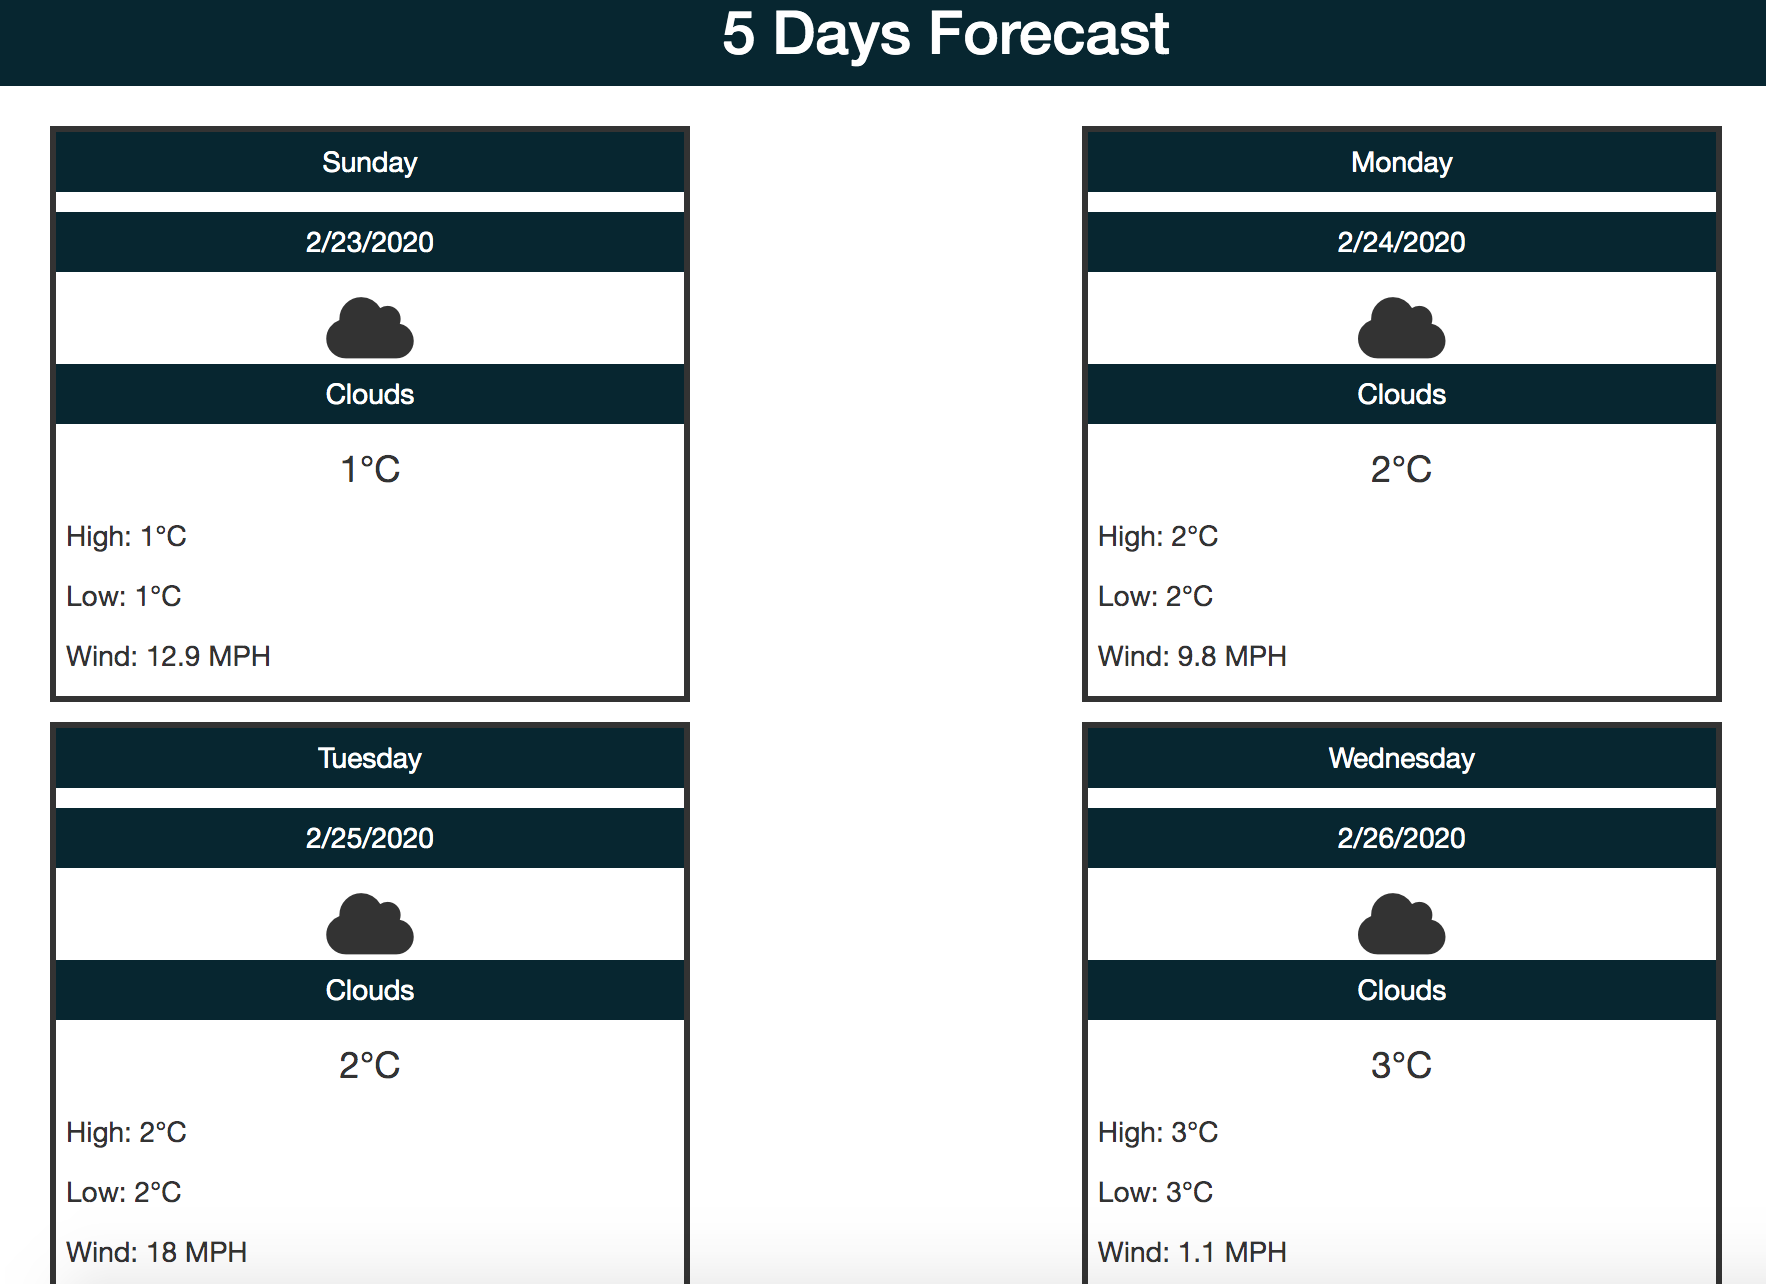 5 Days Forecast
Sunday
2/23/2020
Clouds
1°C
High: 1°C
Low: 1°C
Wind: 12.9 MPH
Monday
2/24/2020
Clouds
2°C
High: 2°C
Low: 2°C
Wind: 9.8 MPH
Tuesday
2/25/2020
Clouds
2°C
High: 2°C
Low: 2°C
Wind: 18 MPH
Wednesday
2/26/2020
Clouds
3°C
High: 3°C
Low: 3°C
Wind: 1.1 MPH